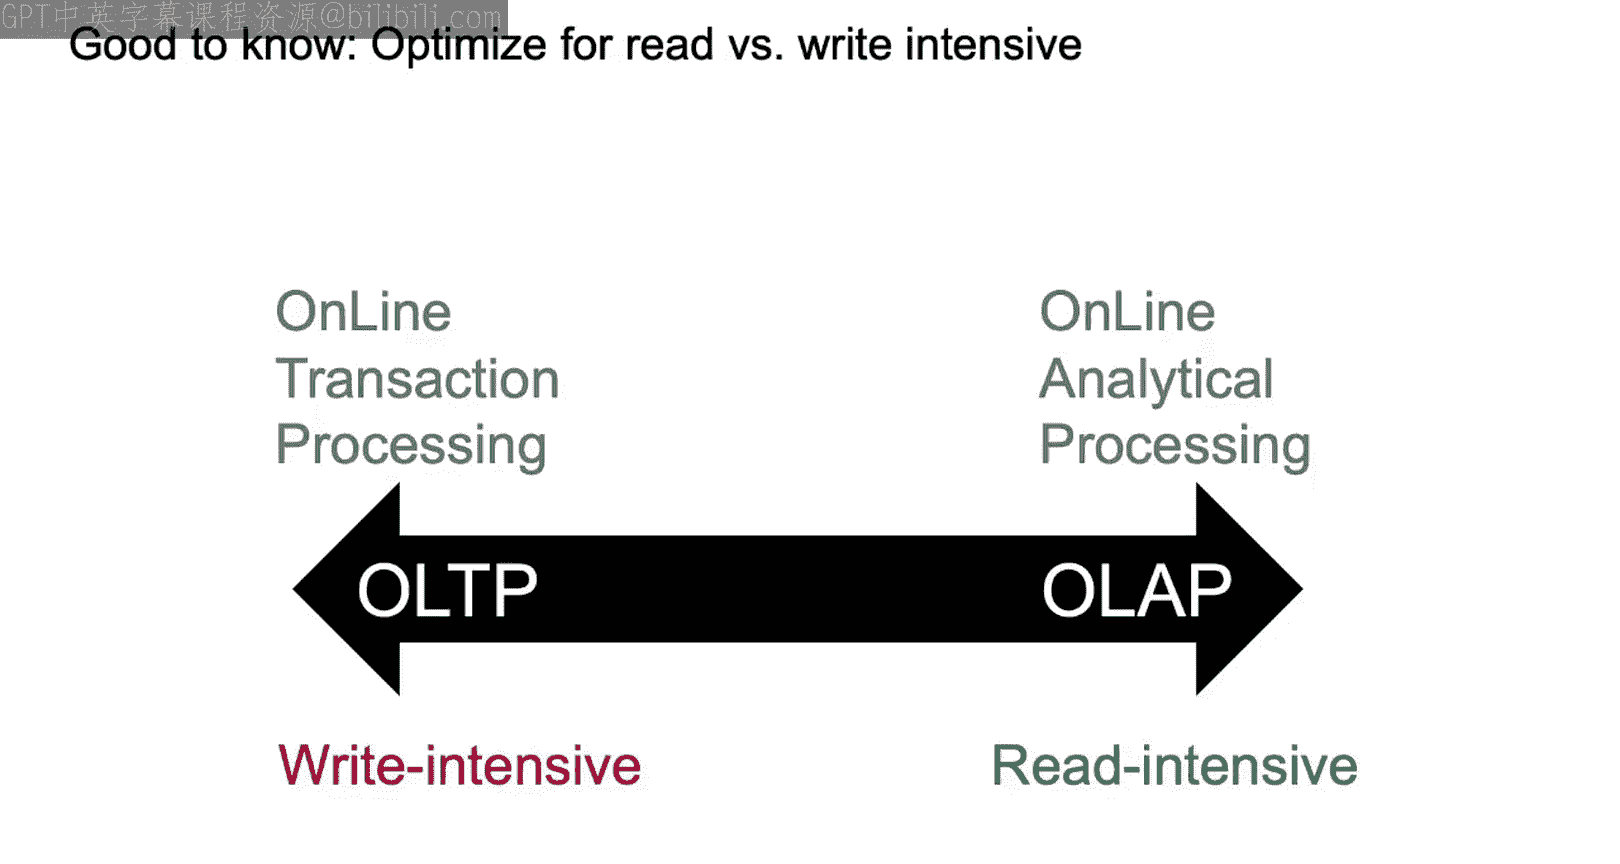 GPT中英字幕课程资源@bilibili.com
Good to know: Optimize for read vs. write intensive
OnLine
Transaction
Processing
OnLine
Analytical
Processing
OLTP
OLAP
Write-intensive
Read-intensive